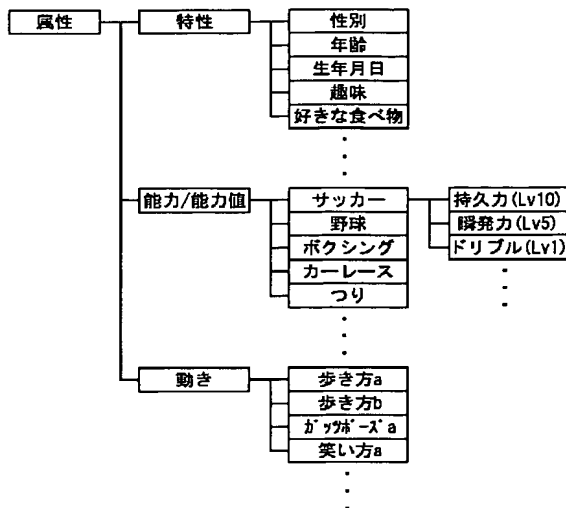 属性
特性
性別
年齢
生年月日
趣味
好きな食べ物
能力/能力値
サッカー
持久力(Lv10)
野球
瞬発力(Lv5)
ボクシング
ドリブル(Lv1)
カーレース
つり
動き
歩き方a
歩き方b
ガッツポーズa
笑い方a